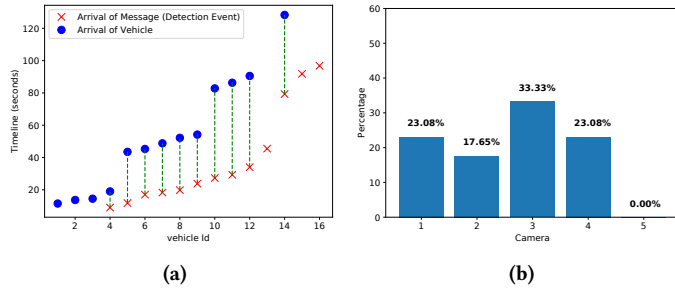 Arrival of Message (Detection Event)
Arrival of Vehicle
120
100
80
60
40
20
Timeline (seconds)
2 4 6 8 10 12 14 16
vehicle Id
(a)
60
50
40
30
20
10
0
Percentage
23.08%
17.65%
33.33%
23.08%
0.00%
1 2 3 4 5
Camera
(b)